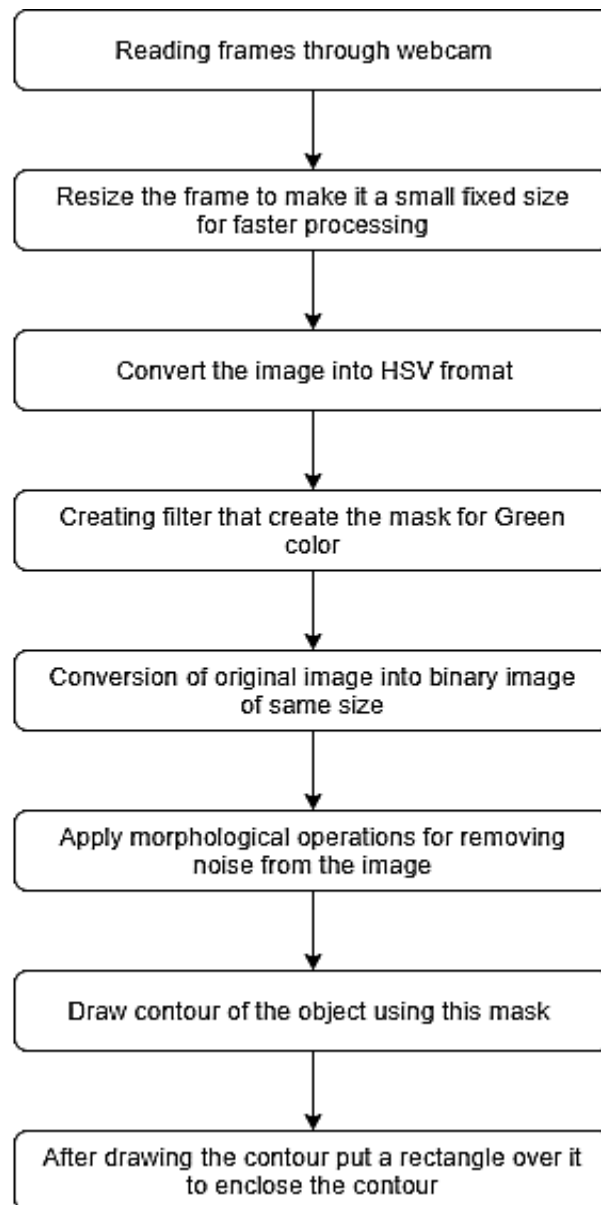 Reading frames through webcam
Resize the frame to make it a small fixed size
for faster processing
Convert the image into HSV fromat
Creating filter that create the mask for Green
color
Conversion of original image into binary image
of same size
Apply morphological operations for removing
noise from the image
Draw contour of the object using this mask
After drawing the contour put a rectangle over it
to enclose the contour